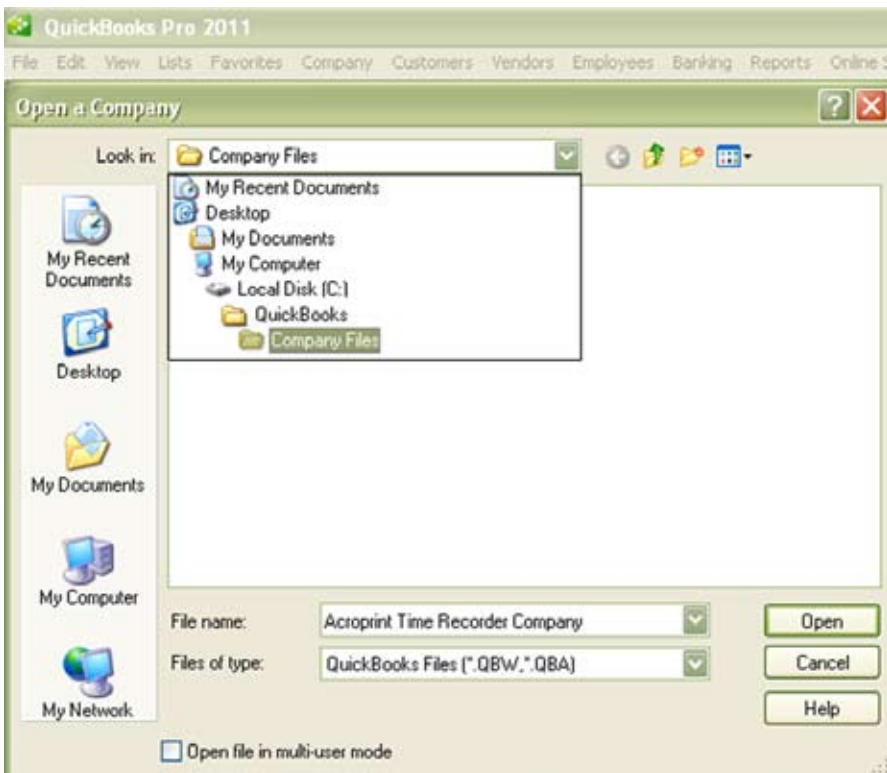 QuickBooks Pro 2011
File Edit View Lists Favorites Company Customers Vendors Employees Banking Reports Online
Open a Company
Look in: Company Files
My Recent Documents
Desktop
My Documents
My Computer
Local Disk (C:)
QuickBooks
Company Files
My Recent
Documents
Desktop
My Documents
My Computer
My Network
File name: Acroprint Time Recorder Company
Open
Files of type: QuickBooks Files (*.QBW,*.QBA)
Cancel
Help
Open file in multi-user mode